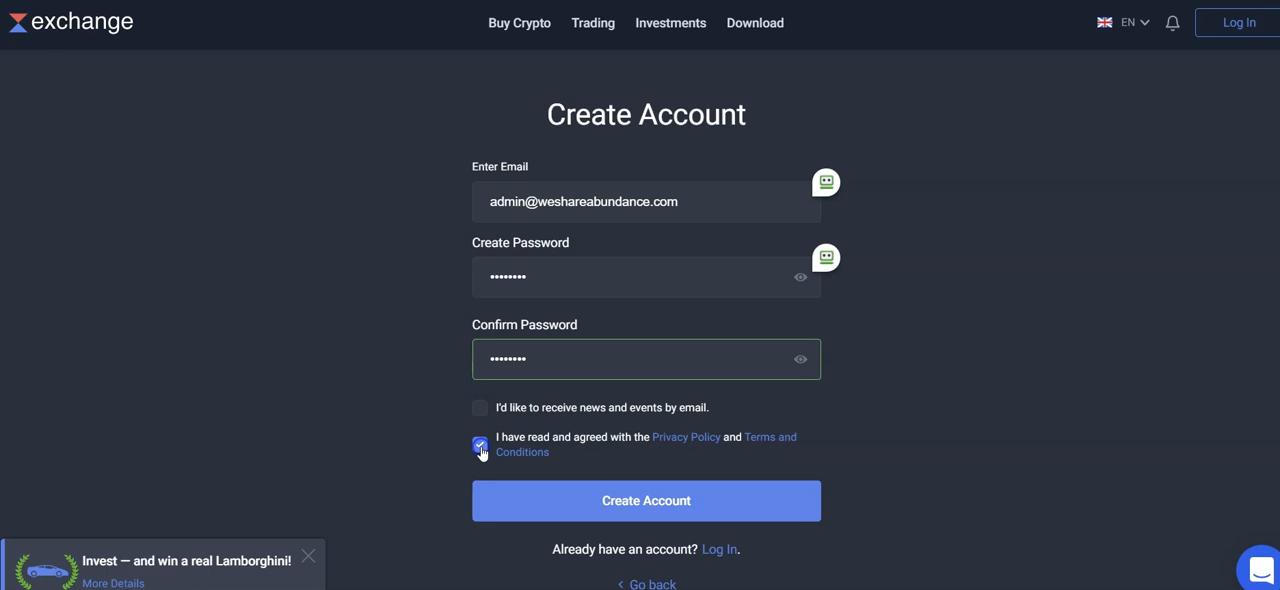 exchange
Buy Crypto Trading Investments Download
EN
Log In
Create Account
Enter Email
admin@weshareabundance.com
Create Password
••••••••
Confirm Password
••••••••
I'd like to receive news and events by email.
I have read and agreed with the Privacy Policy and Terms and
Conditions
Create Account
Already have an account? Log In.
< Go back
Invest — and win a real Lamborghini!
More Details